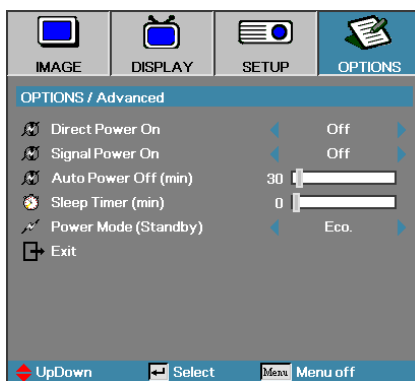 IMAGE DISPLAY SETUP OPTIONS
OPTIONS / Advanced
Direct Power On Off
Signal Power On Off
Auto Power Off (min) 30
Sleep Timer (min) 0
Power Mode (Standby) Eco.
Exit
UpDown Select Menu Menu off